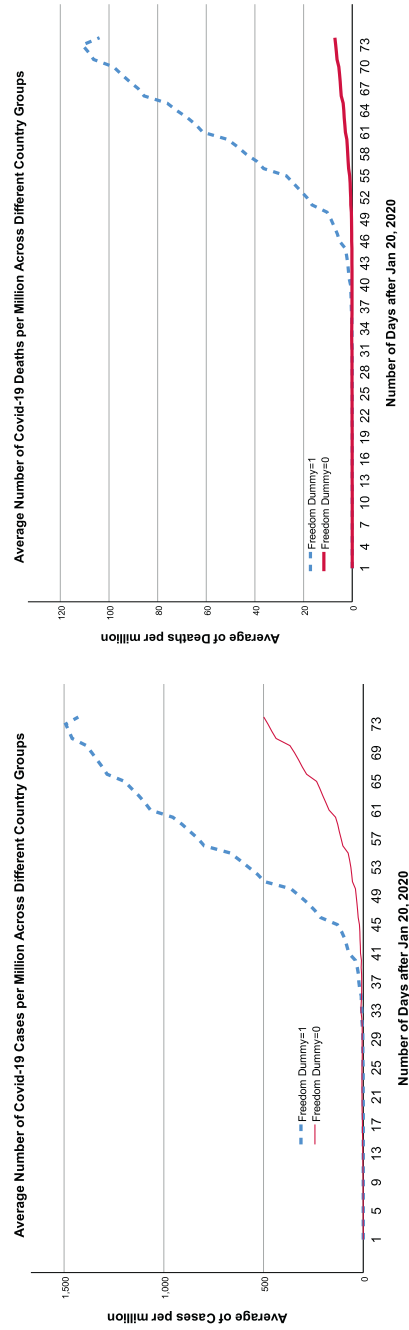 Average Number of Covid-19 Cases per Million Across Different Country Groups
Average of Cases per million
1.500
1.000
500
0
Freedom Dummy=1
Freedom Dummy=0
1 5 9 13 17 21 25 29 33 37 41 45 49 53 57 61 65 69 73
Number of Days after Jan 20, 2020
Average Number of Covid-19 Deaths per Million Across Different Country Groups
Average of Deaths per million
120
100
80
60
40
20
0
Freedom Dummy=1
Freedom Dummy=0
1 4 7 10 13 16 19 22 25 28 31 34 37 40 43 46 49 52 55 58 61 64 67 70 73
Number of Days after Jan 20, 2020